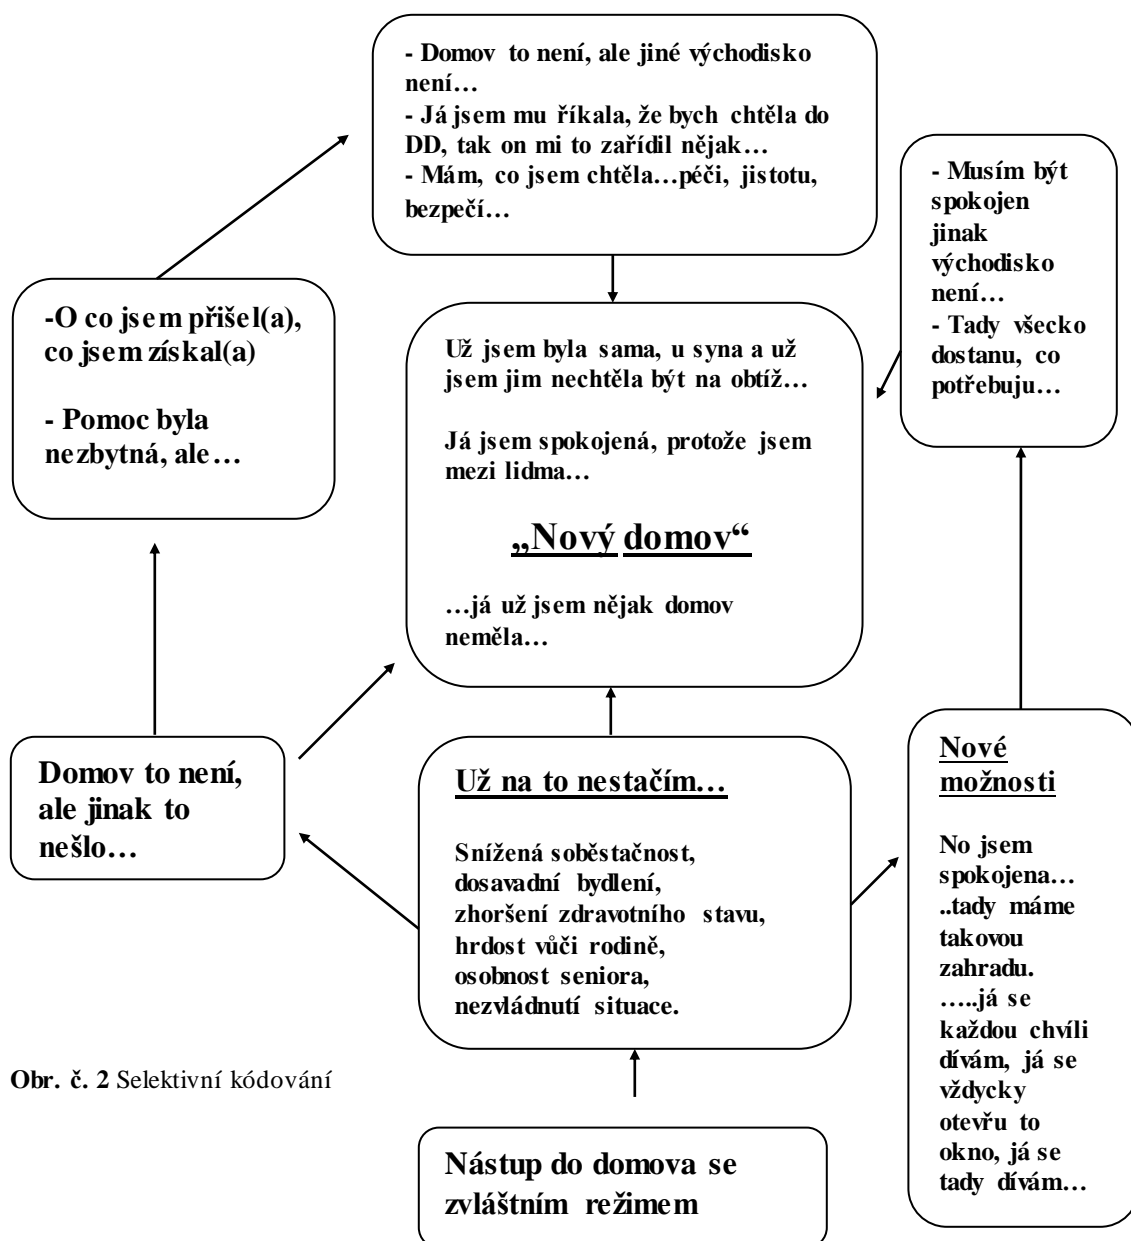 - Domov to není, ale jiné východisko
není…
- Já jsem mu říkala, že bych chtěla do
DD, tak on mi to zařídil nějak…
- Mám, co jsem chtěla…péči, jistotu,
bezpečí…
- Musím být
spokojen
jinak
východisko
není…
- Tady všecko
dostanu, co
potřebuju…
-O co jsem přišel(a),
co jsem získal(a)
- Pomoc byla
nezbytná, ale…
Už jsem byla sama, u syna a už
jsem jim nechtěla být na obtíž…
Já jsem spokojená, protože jsem
mezi lidma…
„Nový domov“
…já už jsem nějak domov
neměla…
Domov to není,
ale jinak to
nešlo…
Už na to nestačím…
Snížená soběstačnost,
dosavadní bydlení,
zhoršení zdravotního stavu,
hrdost vůči rodině,
osobnost seniora,
nezvládnutí situace.
Nové
možnosti
No jsem
spokojena…
..tady máme
takovou
zahradu.
…..já se
každou chvíli
dívám, já se
vždycky
otevřu to
okno, já se
tady dívám…
Obr. č. 2 Selektivní kódování
Nástup do domova se
zvláštním režimem